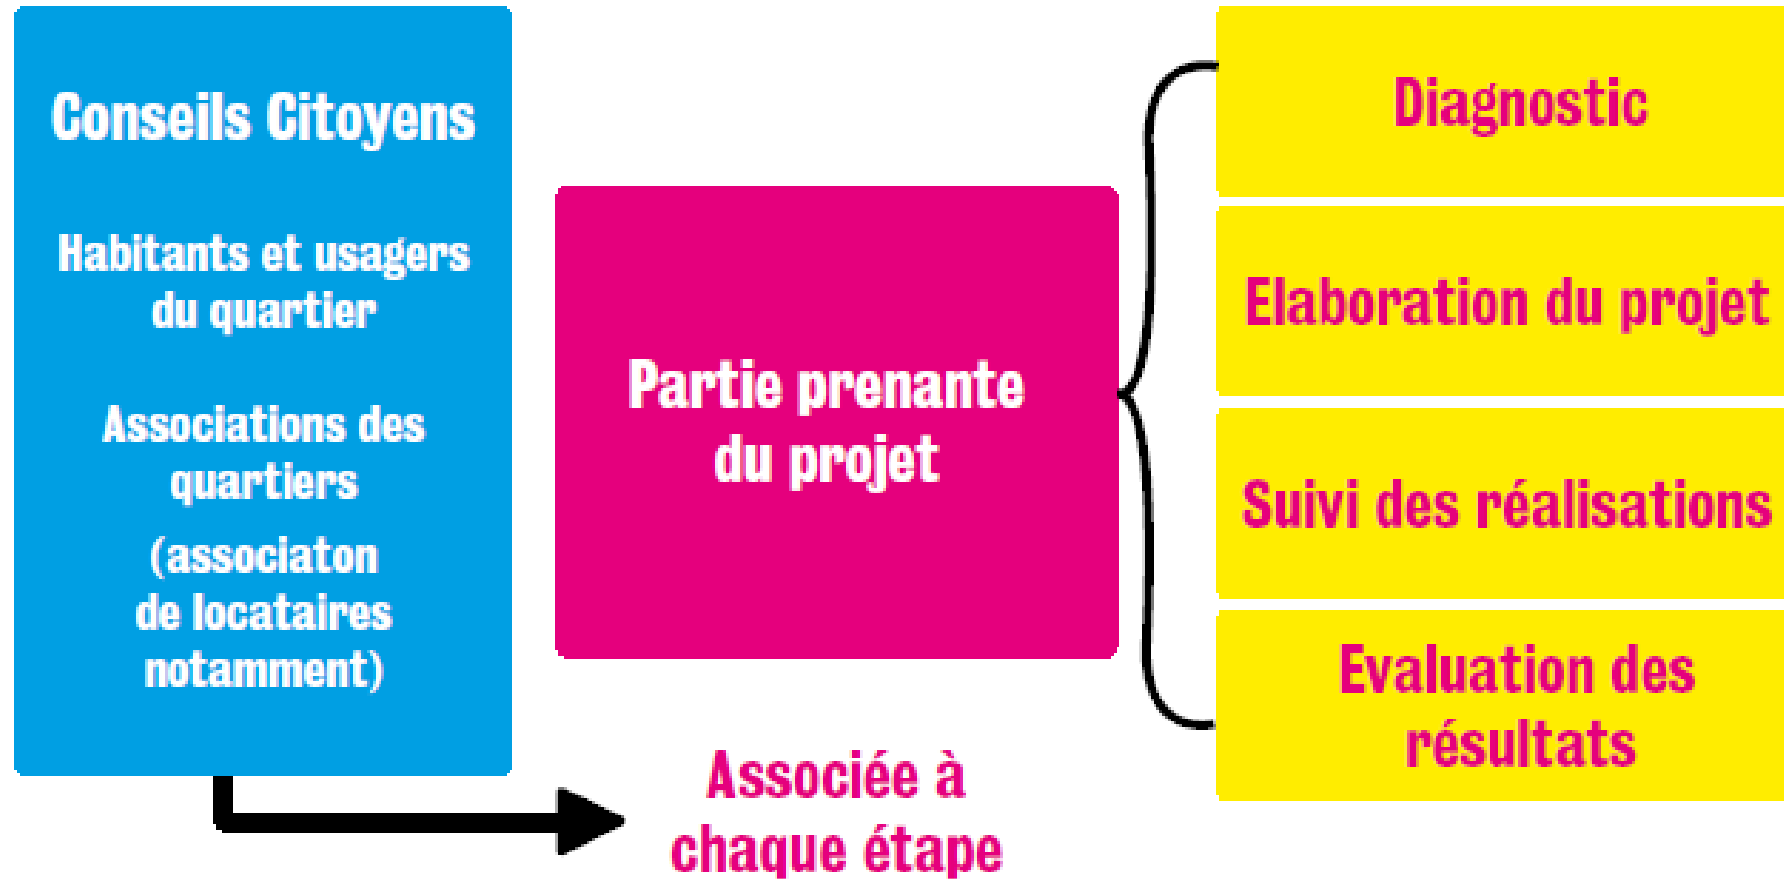 Conseils Citoyens
Habitants et usagers
du quartier
Associations des
quartiers
(associaton
de locataires
notamment)
Partie prenante
du projet
Associée à
chaque étape
Diagnostic
Elaboration du projet
Suivi des réalisations
Evaluation des
résultats